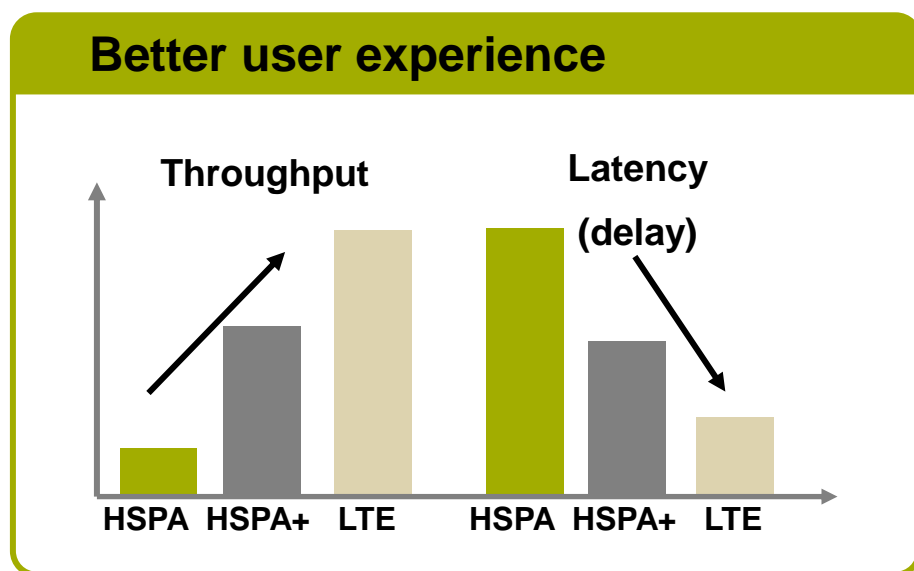 Better user experience
Throughput
Latency
(delay)
HSPA HSPA+ LTE HSPA HSPA+ LTE